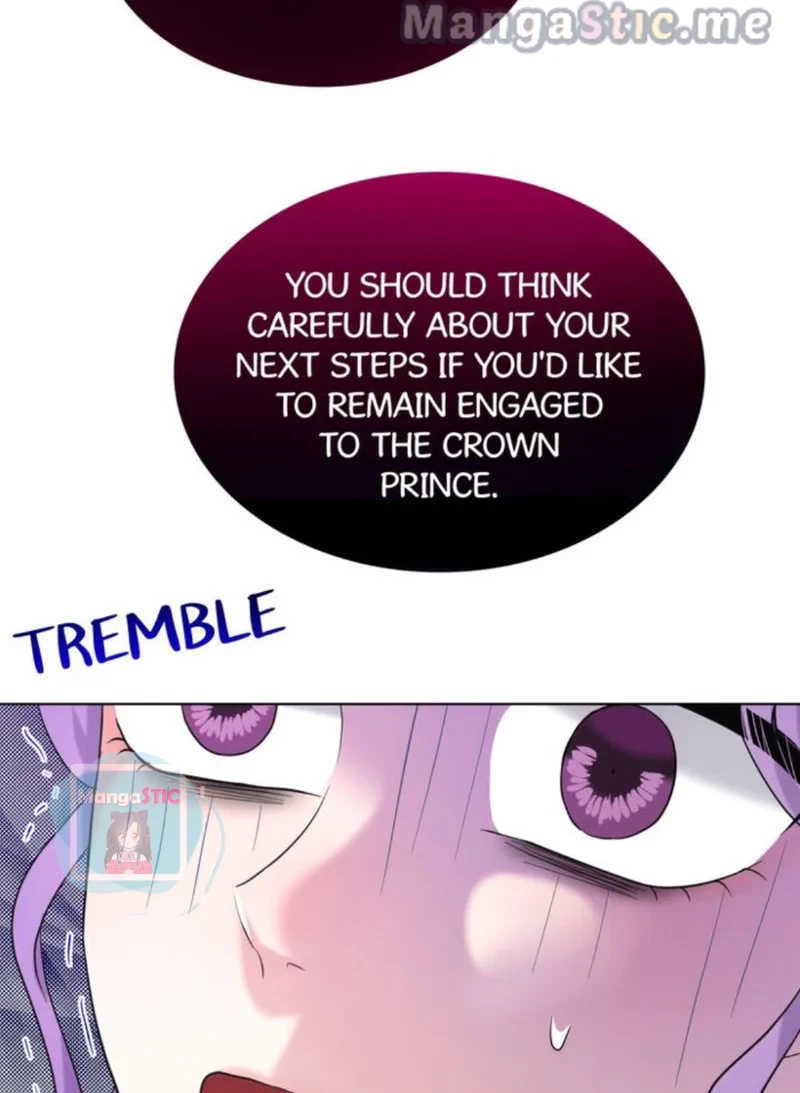 MangaStic.me
YOU SHOULD THINK
CAREFULLY ABOUT YOUR
NEXT STEPS IF YOU'D LIKE
TO REMAIN ENGAGED
TO THE CROWN
PRINCE.
TREMBLE
MangaSTIC